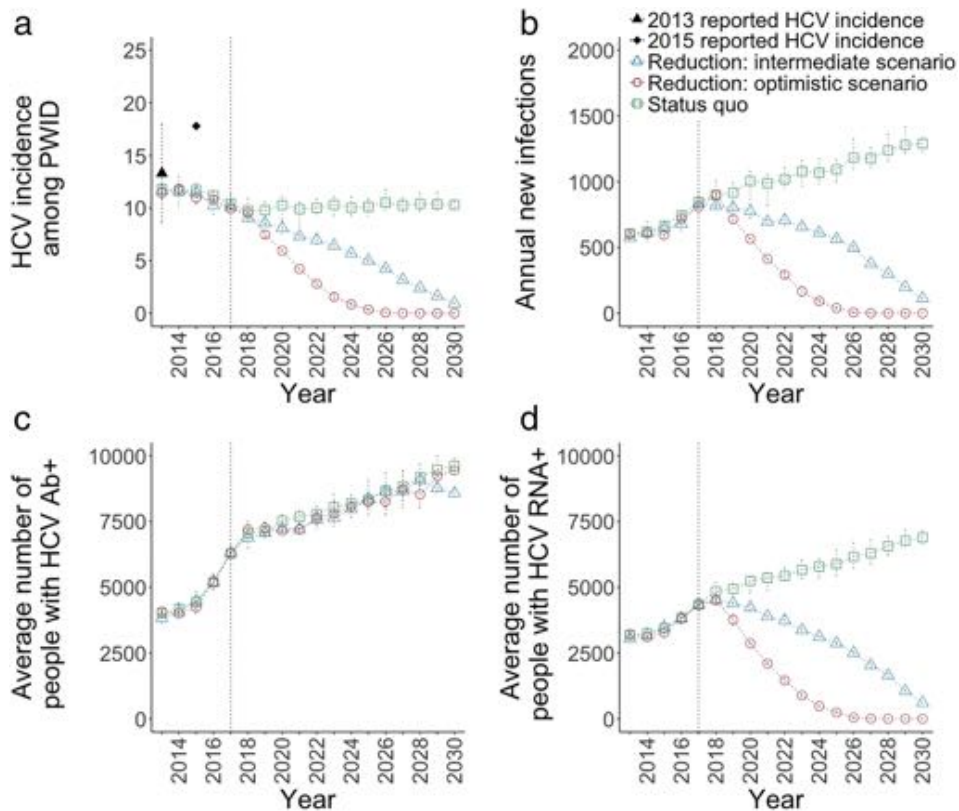 a
25
20
15
10
5
0
HCV incidence
among PWID
2014 2016 2018 2020 2022 2024 2026 2028 2030
Year
b
▲ 2013 reported HCV incidence
◆ 2015 reported HCV incidence
Reduction: intermediate scenario
Reduction: optimistic scenario
Status quo
2000
1500
1000
500
0
Annual new infections
2014 2016 2018 2020 2022 2024 2026 2028 2030
Year
c
10000
7500
5000
2500
0
Average number of
people with HCV Ab+
2014 2016 2018 2020 2022 2024 2026 2028 2030
Year
d
10000
7500
5000
2500
0
Average number of
people with HCV RNA+
2014 2016 2018 2020 2022 2024 2026 2028 2030
Year